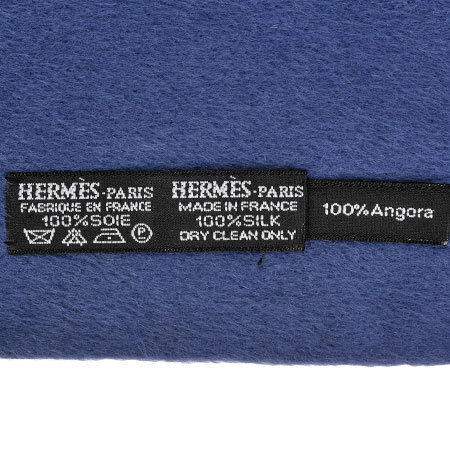 HERMÈS-PARIS
FABRIQUE EN FRANCE
100%SOIE
P
HERMÈS-PARIS
MADE IN FRANCE
100%SILK
DRY CLEAN ONLY
100%Angora